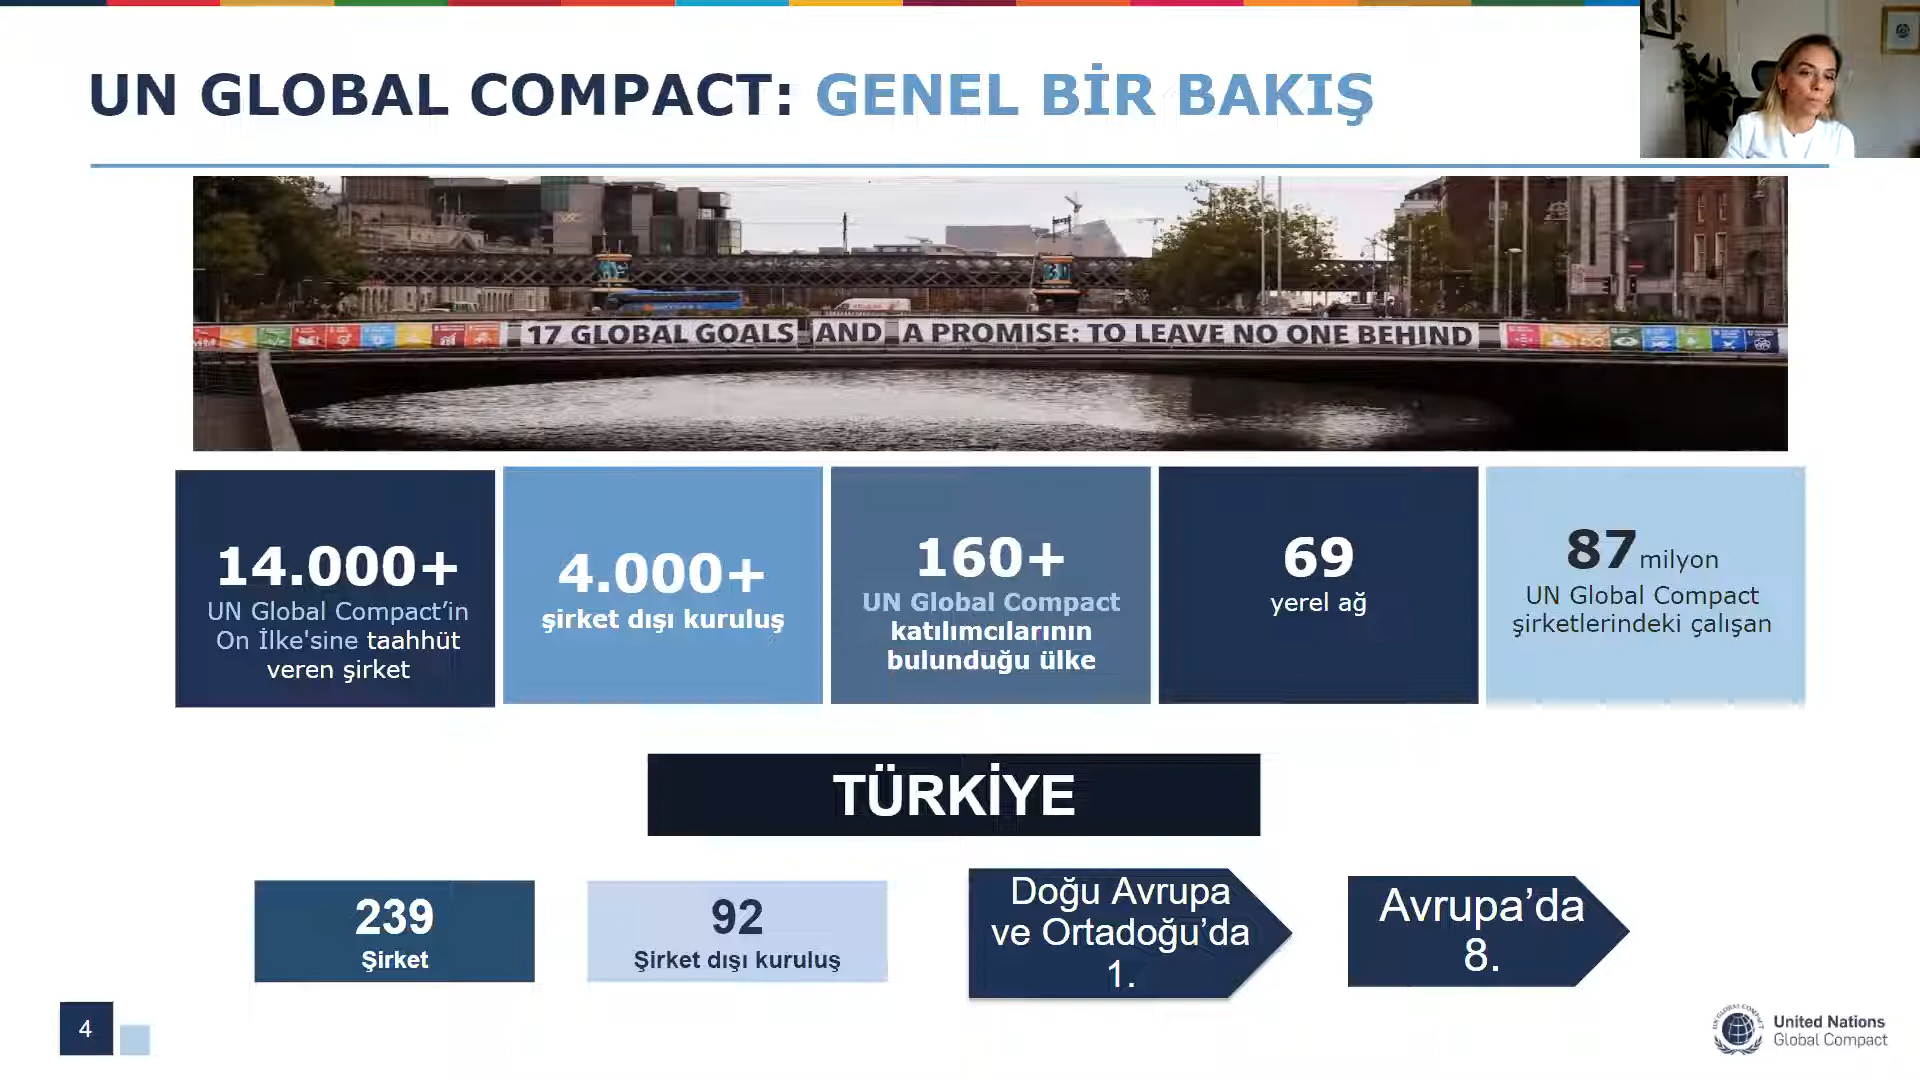 UN GLOBAL COMPACT: GENEL BİR BAKIŞ
17 GLOBAL GOALS AND A PROMISE: TO LEAVE NO ONE BEHIND
14.000+
UN Global Compact’in
On İlke'sine taahhüt
veren şirket
4.000+
şirket dışı kuruluş
160+
UN Global Compact
katılımcılarının
bulunduğu ülke
69
yerel ağ
87 milyon
UN Global Compact
şirketlerindeki çalışan
TÜRKİYE
239
Şirket
92
Şirket dışı kuruluş
Doğu Avrupa
ve Ortadoğu’da
1.
Avrupa’da
8.
4
United Nations
Global Compact